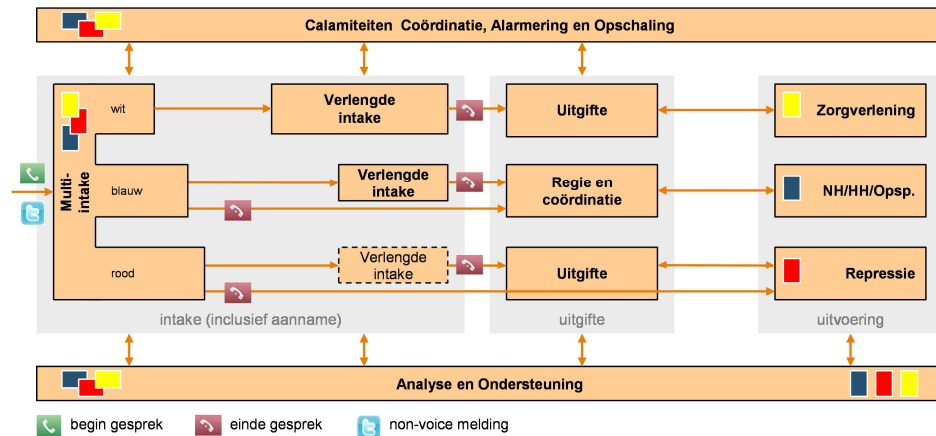 Calamiteiten Coördinatie, Alarmering en Opschaling
wit
Verlengde
intake
Uitgifte
Zorgverlening
Multi-
intake
blauw
Verlengde
intake
Regie en
coördinatie
NH/HH/Opsp.
rood
Verlengde
intake
Uitgifte
Repressie
intake (inclusief aanname)
uitgifte
uitvoering
Analyse en Ondersteuning
begin gesprek
einde gesprek
non-voice melding